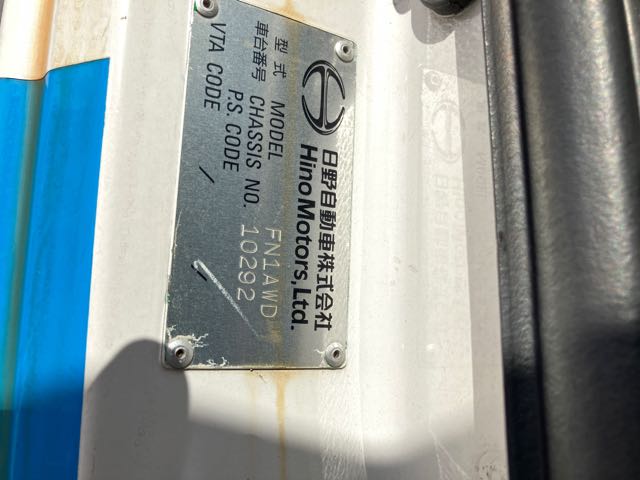 日野自動車株式会社
Hino Motors, Ltd.
型式 MODEL FN1AWD
車台番号 CHASSIS NO. 10292
P.S. CODE
VTA CODE /